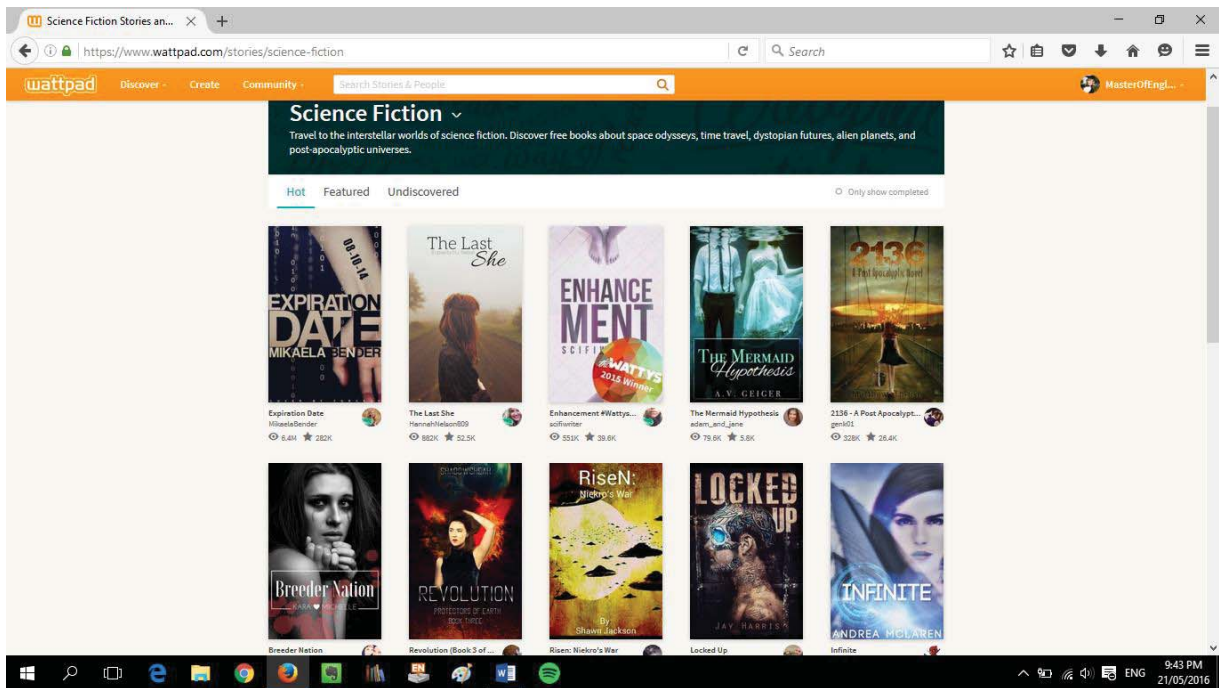 Science Fiction Stories an...
https://www.wattpad.com/stories/science-fiction
Search
wattpad
Discover
Create
Community
Search Stories & People
MasterOfEngl...
Science Fiction
Travel to the interstellar worlds of science fiction. Discover free books about space odysseys, time travel, dystopian futures, alien planets, and
post-apocalyptic universes.
Hot Featured Undiscovered
Only show completed
08·16·14
EXPIRATION
DATE
MIKAELA BENDER
Expiration Date
MikaelaBender
6.4M 282K
The Last
She
The Last She
HannahNelson809
882K 52.5K
ENHANCE
MENT
#WATTYS
2015 Winner
Enhancement #Wattys...
scifiwriter
551K 39.6K
THE MERMAID
Hypothesis
A.V. GEIGER
The Mermaid Hypothesis
adam_and_jane
79.6K 5.8K
2136
A Post Apocalyptic Novel
2136 - A Post Apocalypt...
genk01
328K 26.4K
Breeder Nation
KARA MICHELLE
Breeder Nation
REVOLUTION
PROTECTORS OF EARTH
BOOK THREE
Revolution (Book 3 of ...
RiseN:
Niekro's War
By:
Shawn Jackson
Risen: Niekro's War
LOCKED
UP
JAY HARRIS
Locked Up
INFINITE
ANDREA MCLAREN
Infinite
ENG
9:43 PM
21/05/2016